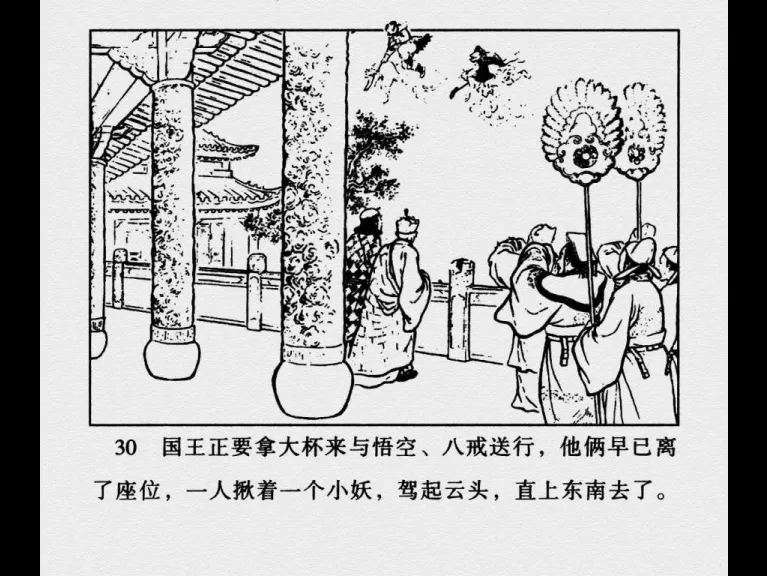 30 国王正要拿大杯来与悟空、八戒送行，他俩早已离
了座位，一人揪着一个小妖，驾起云头，直上东南去了。